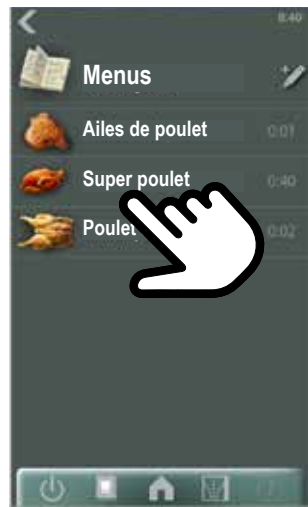 8:40
Menus
Ailes de poulet 0:01
Super poulet 0:40
Poulet 0:02